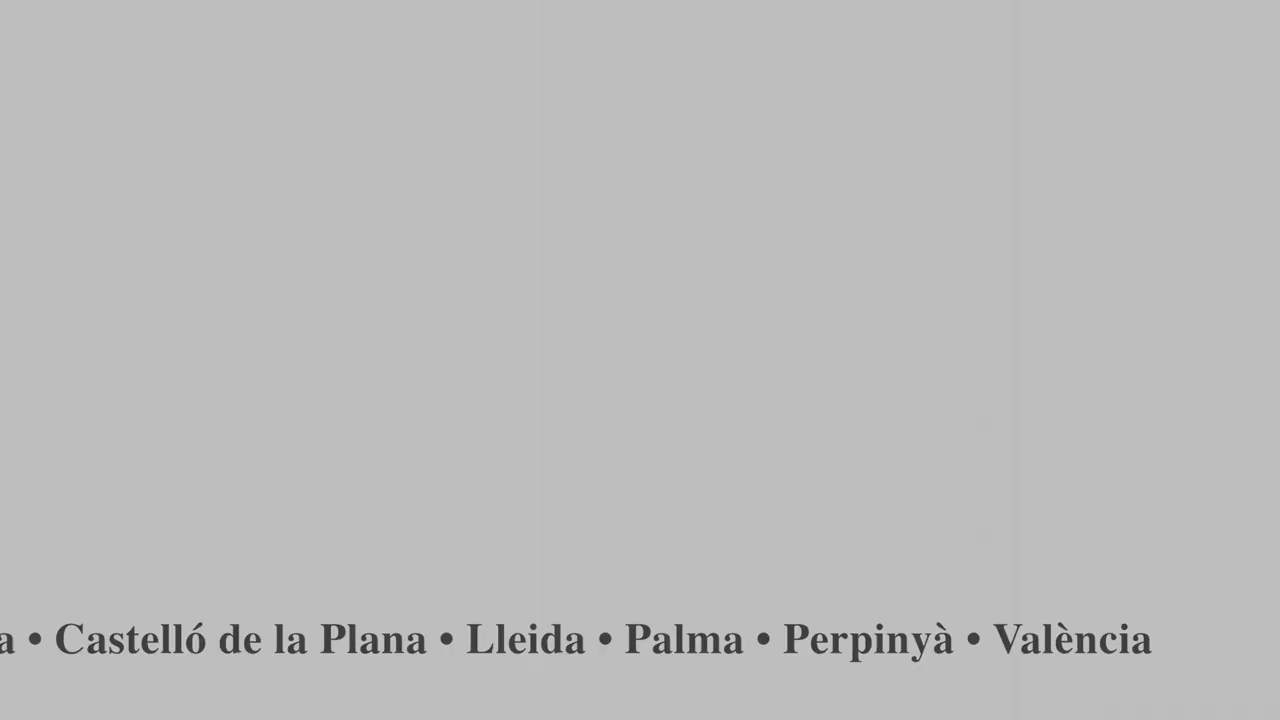 a • Castelló de la Plana • Lleida • Palma • Perpinyà • València